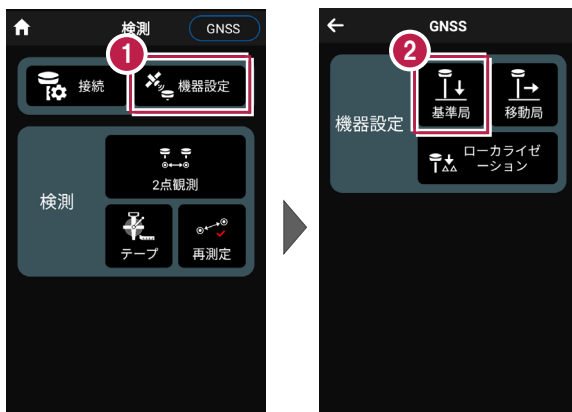 検測
GNSS
1
接続
機器設定
検測
2点観測
テープ
再測定
GNSS
2
機器設定
基準局
移動局
ローカライゼ
ーション